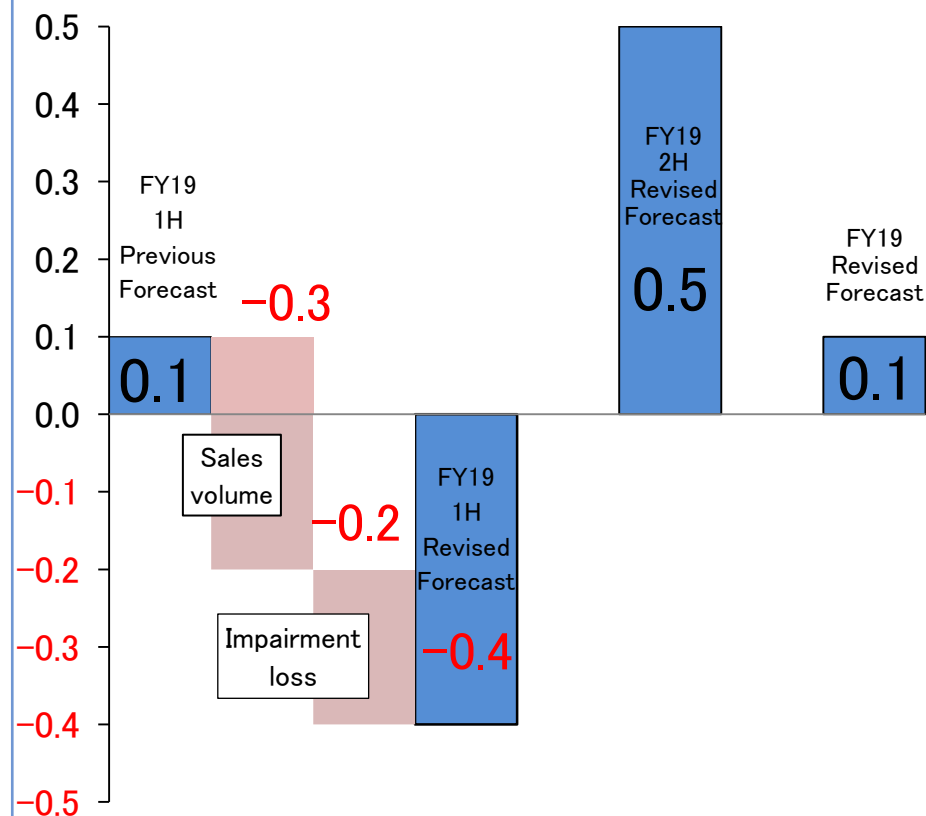 0.5
0.4
0.3
0.2
0.1
0.0
−0.1
−0.2
−0.3
−0.4
−0.5
FY19
1H
Previous
Forecast
0.1
−0.3
Sales
volume
−0.2
Impairment
loss
FY19
1H
Revised
Forecast
−0.4
FY19
2H
Revised
Forecast
0.5
FY19
Revised
Forecast
0.1